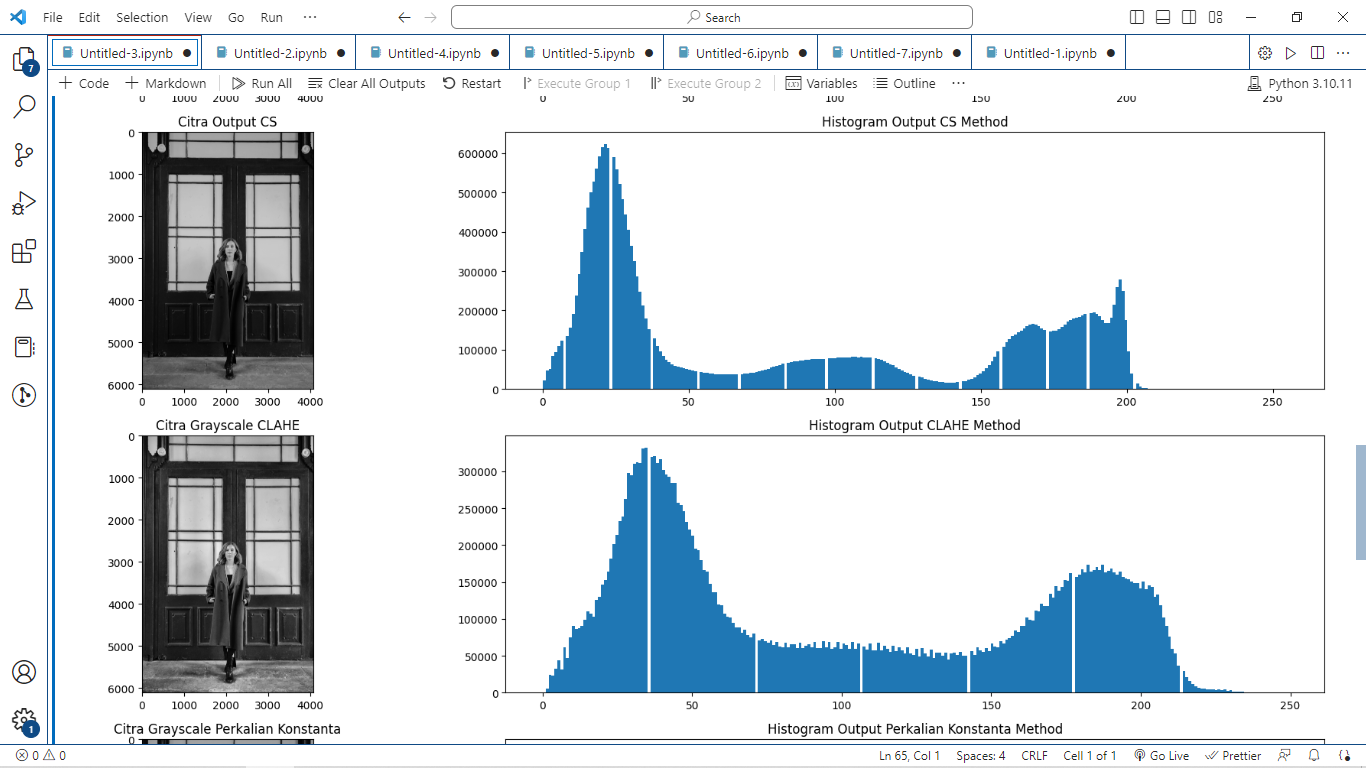 File Edit Selection View Go Run ··· Search
Untitled-3.ipynb Untitled-2.ipynb Untitled-4.ipynb Untitled-5.ipynb Untitled-6.ipynb Untitled-7.ipynb Untitled-1.ipynb
7
+ Code + Markdown Run All Clear All Outputs Restart Execute Group 1 Execute Group 2 Variables Outline ··· Python 3.10.11
0 1000 2000 3000 4000 0 50 100 150 200 250
Citra Output CS
0
1000
2000
3000
4000
5000
6000
0 1000 2000 3000 4000
Histogram Output CS Method
600000
500000
400000
300000
200000
100000
0
0 50 100 150 200 250
Citra Grayscale CLAHE
0
1000
2000
3000
4000
5000
6000
0 1000 2000 3000 4000
Histogram Output CLAHE Method
300000
250000
200000
150000
100000
50000
0
0 50 100 150 200 250
Citra Grayscale Perkalian Konstanta
0
Histogram Output Perkalian Konstanta Method
1
0 0 Ln 65, Col 1 Spaces: 4 CRLF Cell 1 of 1 Go Live Prettier